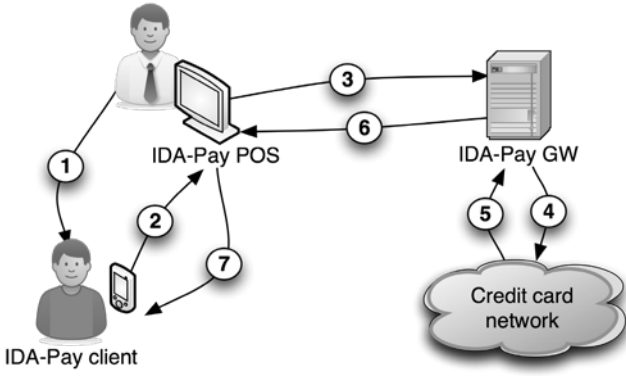 3
6
IDA-Pay POS
IDA-Pay GW
1
2
5
4
7
Credit card
network
IDA-Pay client